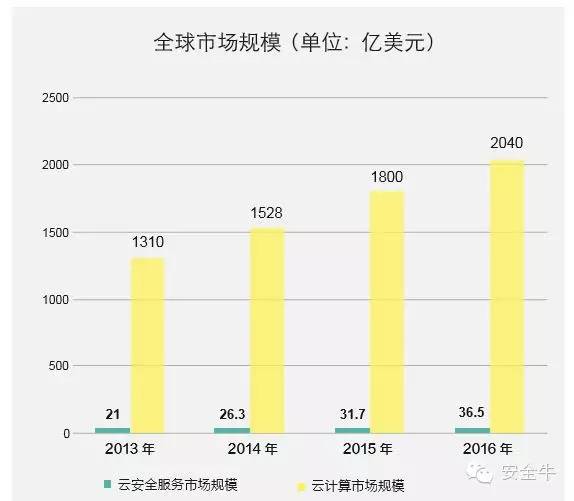 全球市场规模（单位：亿美元）
2500
2000
1500
1000
500
0
1310
1528
1800
2040
21
26.3
31.7
36.5
2013 年
2014 年
2015 年
2016 年
云安全服务市场规模
云计算市场规模
安全牛